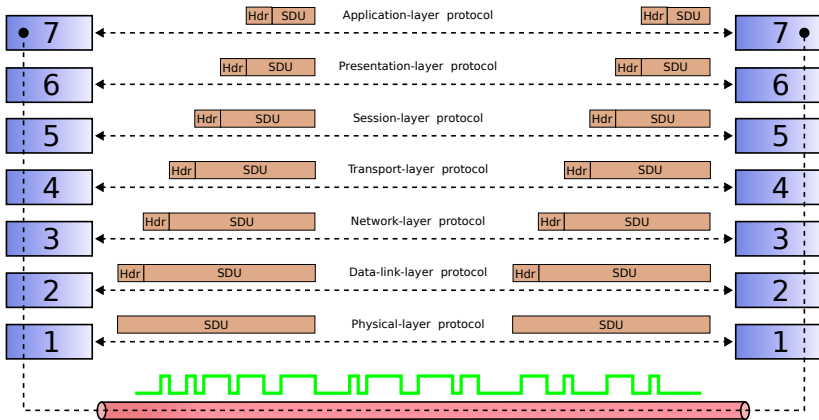 Hdr SDU Application-layer protocol Hdr SDU
7 7
Hdr SDU Presentation-layer protocol Hdr SDU
6 6
Hdr SDU Session-layer protocol Hdr SDU
5 5
Hdr SDU Transport-layer protocol Hdr SDU
4 4
Hdr SDU Network-layer protocol Hdr SDU
3 3
Hdr SDU Data-link-layer protocol Hdr SDU
2 2
SDU Physical-layer protocol SDU
1 1